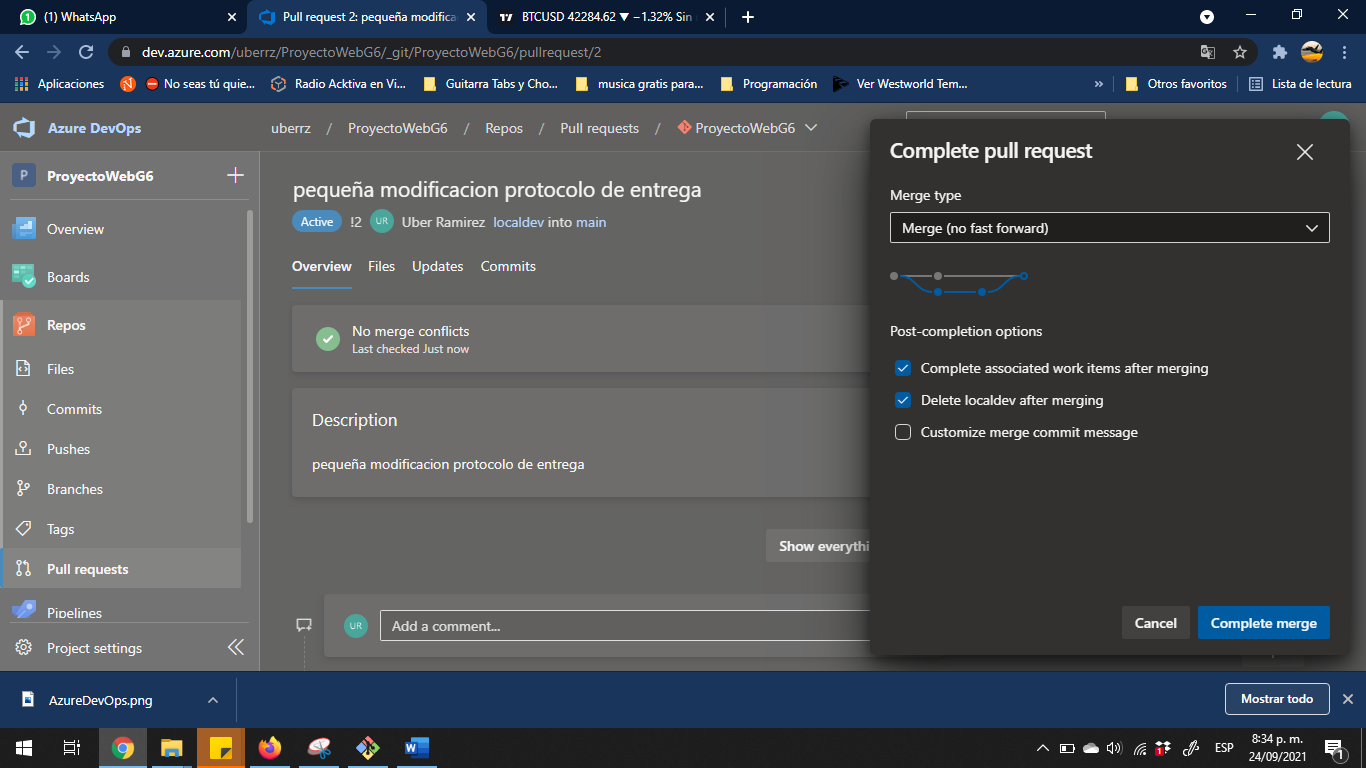 (1) WhatsApp
Pull request 2: pequeña modifica
BTCUSD 42284.62 ▼ −1.32% Sin
dev.azure.com/uberrz/ProyectoWebG6/_git/ProyectoWebG6/pullrequest/2
Aplicaciones
No seas tú quie...
Radio Acktiva en Vi...
Guitarra Tabs y Cho...
musica gratis para...
Programación
Ver Westworld Tem...
»
Otros favoritos
Lista de lectura
Azure DevOps
uberrz / ProyectoWebG6 / Repos / Pull requests / ProyectoWebG6
P ProyectoWebG6
Overview
Boards
Repos
Files
Commits
Pushes
Branches
Tags
Pull requests
Pipelines
Project settings
pequeña modificacion protocolo de entrega
Active !2 UR Uber Ramirez localdev into main
Overview Files Updates Commits
No merge conflicts
Last checked Just now
Description
pequeña modificacion protocolo de entrega
Show everythi
UR Add a comment...
Complete pull request
Merge type
Merge (no fast forward)
Post-completion options
Complete associated work items after merging
Delete localdev after merging
Customize merge commit message
Cancel Complete merge
AzureDevOps.png
Mostrar todo
ESP
8:34 p. m.
24/09/2021
1